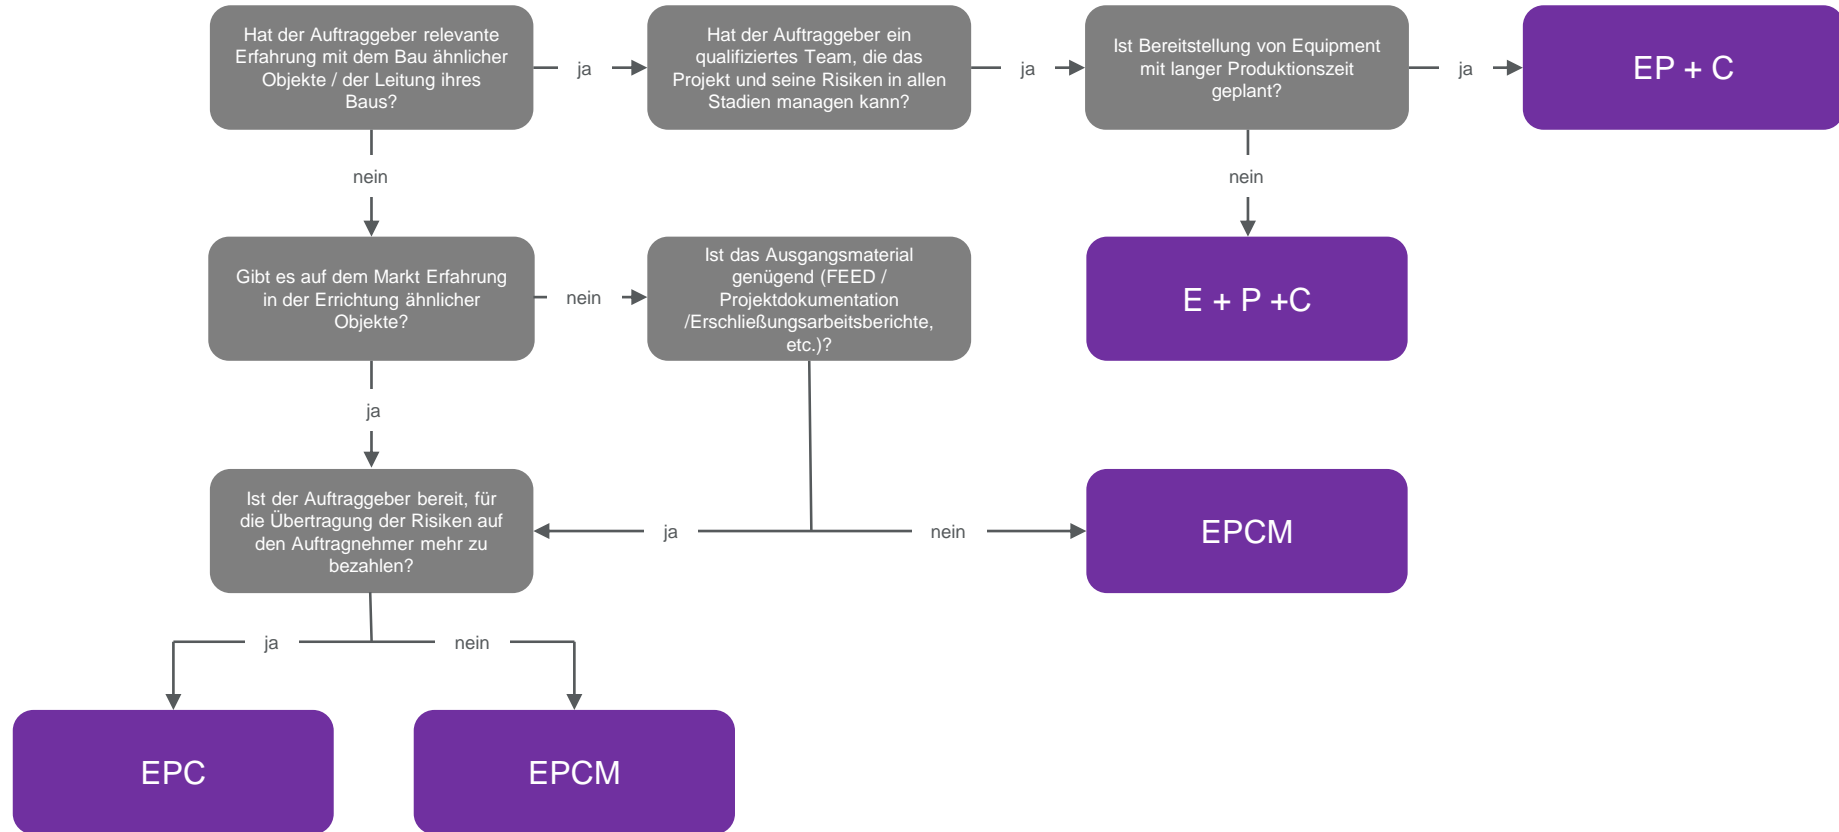 Hat der Auftraggeber relevante
Erfahrung mit dem Bau ähnlicher
Objekte / der Leitung ihres
Baus?
ja
Hat der Auftraggeber ein
qualifiziertes Team, die das
Projekt und seine Risiken in allen
Stadien managen kann?
ja
Ist Bereitstellung von Equipment
mit langer Produktionszeit
geplant?
ja
EP + C
nein
nein
Gibt es auf dem Markt Erfahrung
in der Errichtung ähnlicher
Objekte?
nein
Ist das Ausgangsmaterial
genügend (FEED /
Projektdokumentation
/Erschließungsarbeitsberichte,
etc.)?
E + P +C
ja
Ist der Auftraggeber bereit, für
die Übertragung der Risiken auf
den Auftragnehmer mehr zu
bezahlen?
ja
nein
EPCM
ja
nein
EPC
EPCM